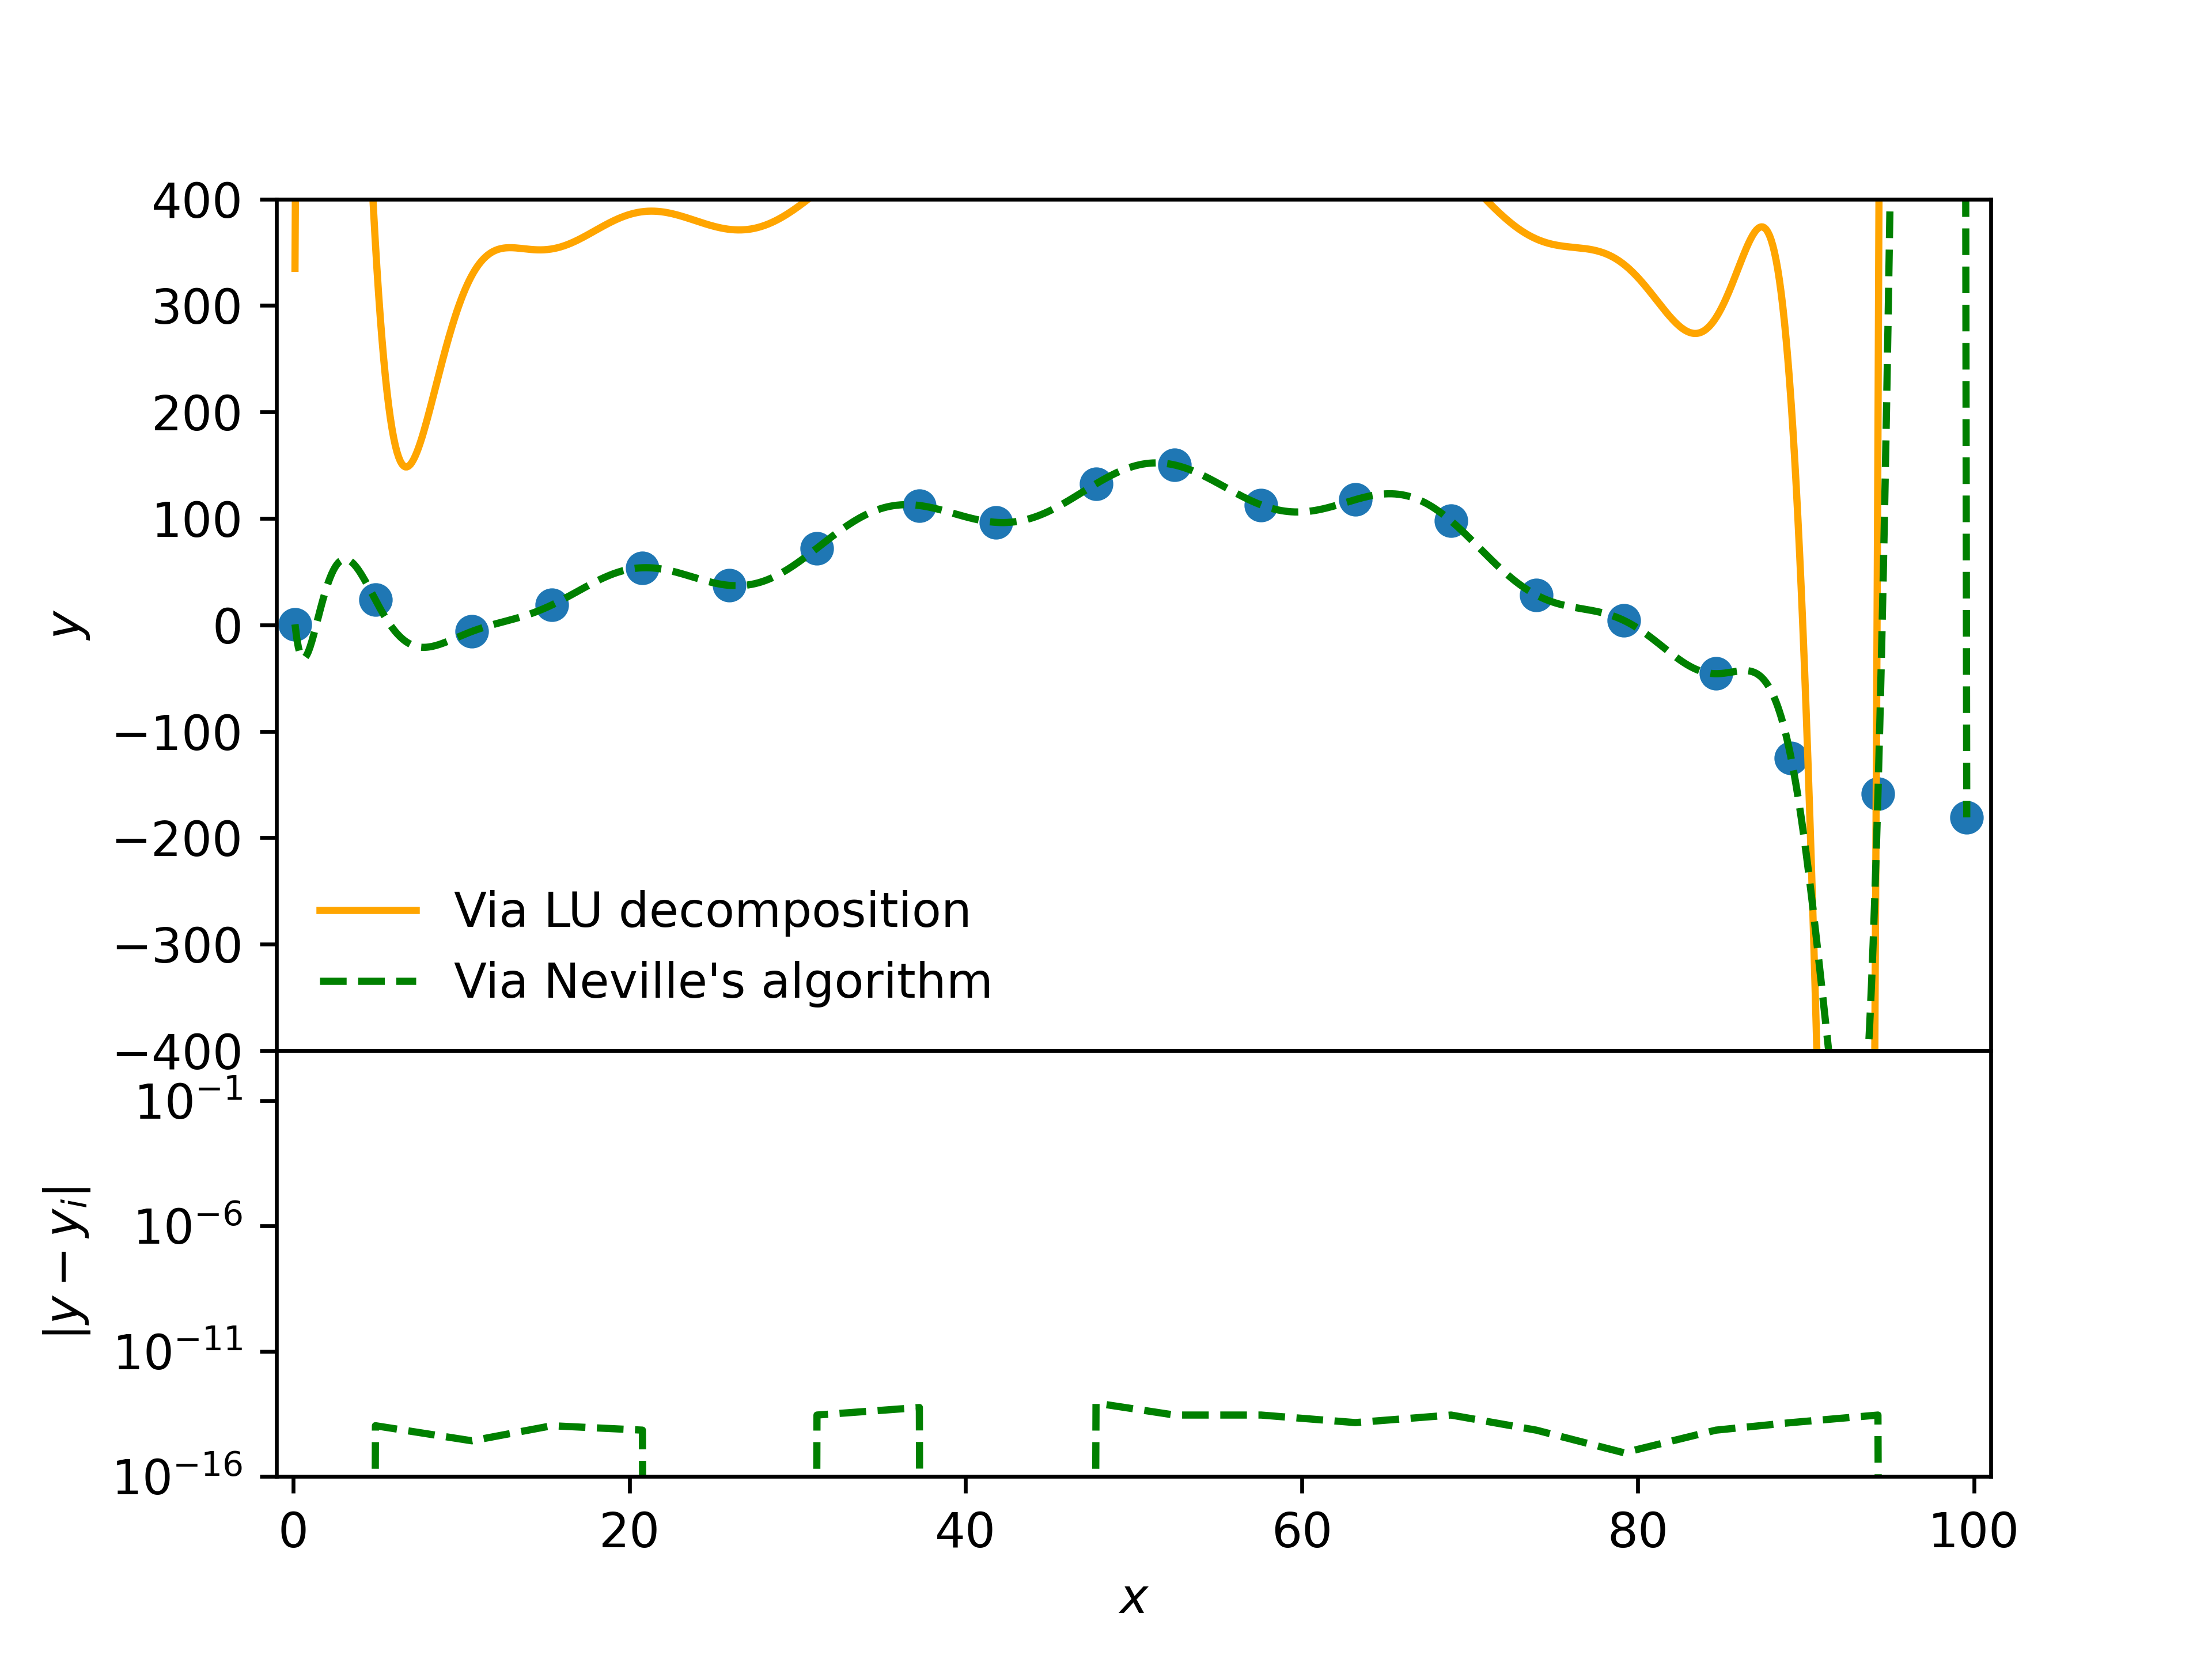 400
300
200
100
0
−100
−200
−300
−400
y
Via LU decomposition
Via Neville's algorithm
10⁻¹
10⁻⁶
10⁻¹¹
10⁻¹⁶
|y − yᵢ|
0 20 40 60 80 100
x